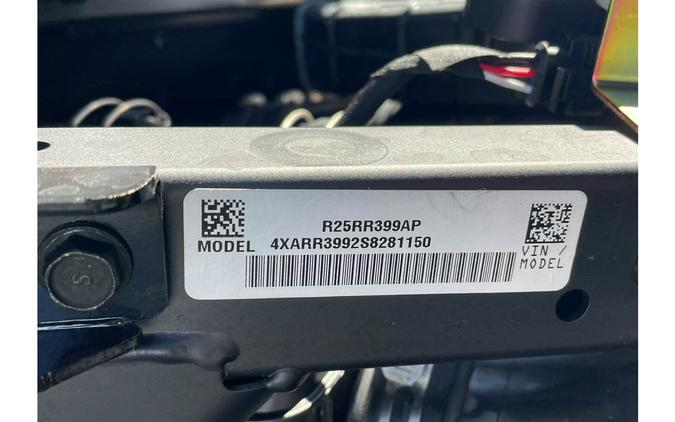 R25RR399AP
MODEL 4XARR3992S8281150
VIN /
MODEL
S